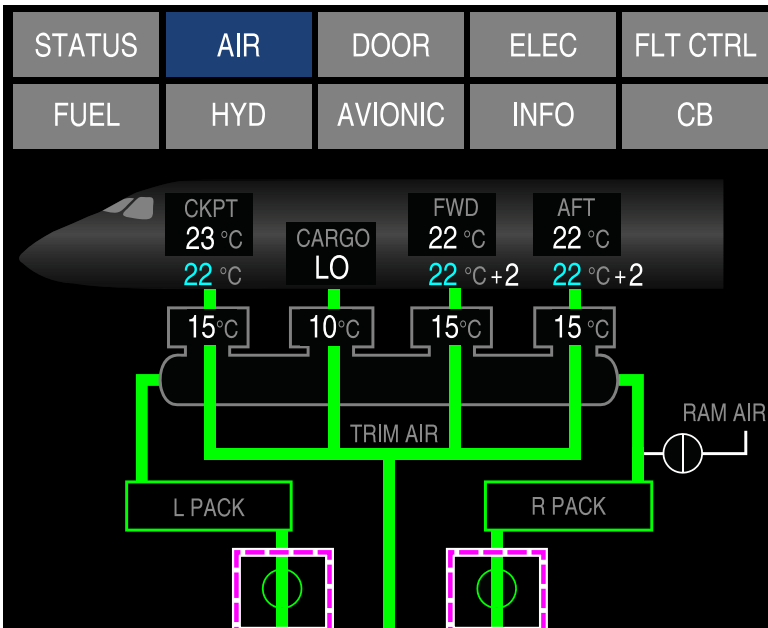 STATUS AIR DOOR ELEC FLT CTRL
FUEL HYD AVIONIC INFO CB
CKPT FWD AFT
23 °C CARGO 22 °C 22 °C
22 °C LO 22 °C +2 22 °C +2
15°C 10°C 15°C 15 °C
RAM AIR
TRIM AIR
L PACK R PACK